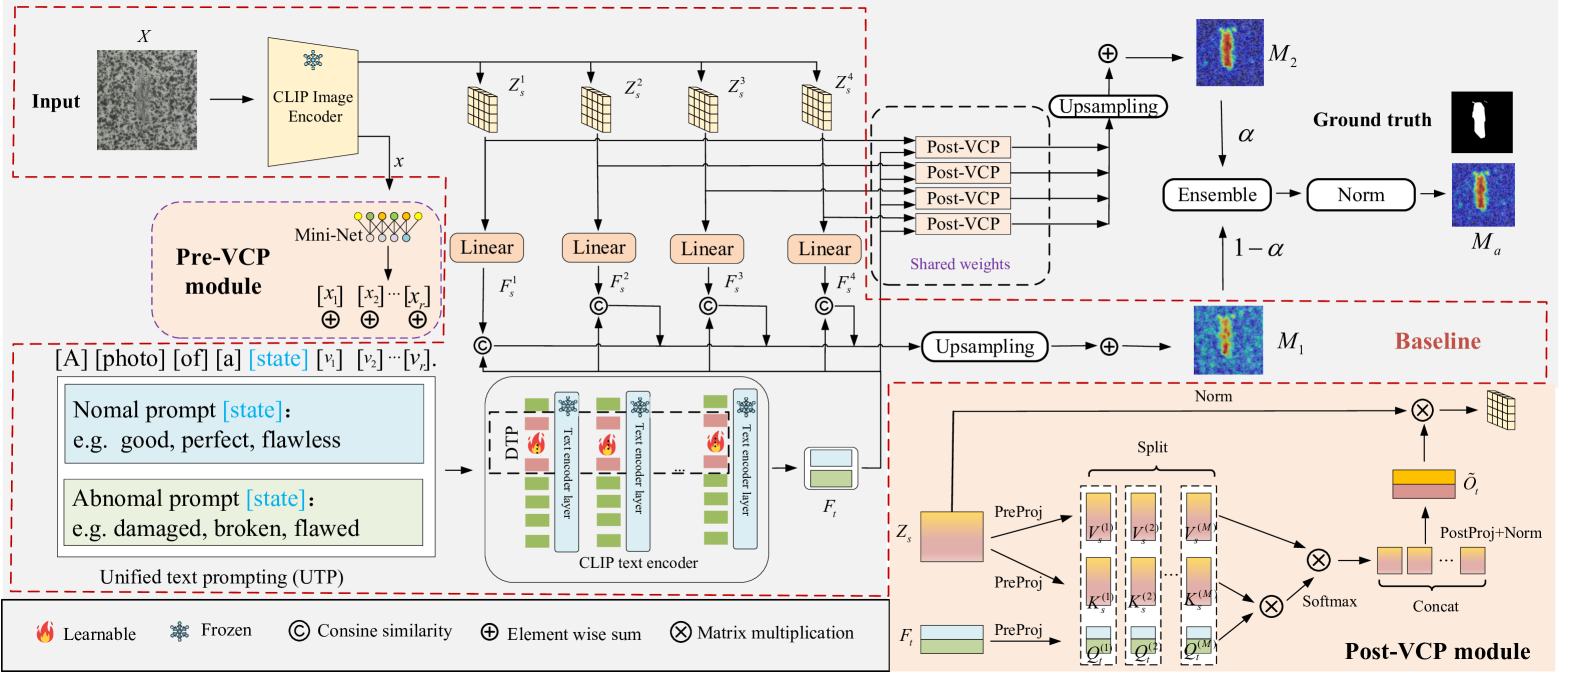 X
Input
CLIP Image
Encoder
x
Z_s^1
Z_s^2
Z_s^3
Z_s^4
Mini-Net
Pre-VCP
module
[x_1] [x_2] ··· [x_r]
Linear
Linear
Linear
Linear
F_s^1
F_s^2
F_s^3
F_s^4
Post-VCP
Post-VCP
Post-VCP
Post-VCP
Shared weights
Upsampling
M_2
α
Ensemble
Norm
1−α
Ground truth
M_a
Upsampling
M_1
Baseline
[A] [photo] [of] [a] [state] [v_1] [v_2] ···[v_r].
Nomal prompt [state]:
e.g. good, perfect, flawless
Abnomal prompt [state]:
e.g. damaged, broken, flawed
Unified text prompting (UTP)
DTP
Text encoder layer
Text encoder layer
...
Text encoder layer
CLIP text encoder
F_t
Norm
Split
Z_s
PreProj
PreProj
V_s^(1) V_s^(2) V_s^(M)
K_s^(1) K_s^(2) ··· K_s^(M)
F_t
PreProj
Q_t^(1) Q_t^(2 Q_t^(M)
Softmax
Õ_t
PostProj+Norm
...
Concat
Post-VCP module
Learnable
Frozen
Consine similarity
Element wise sum
Matrix multiplication